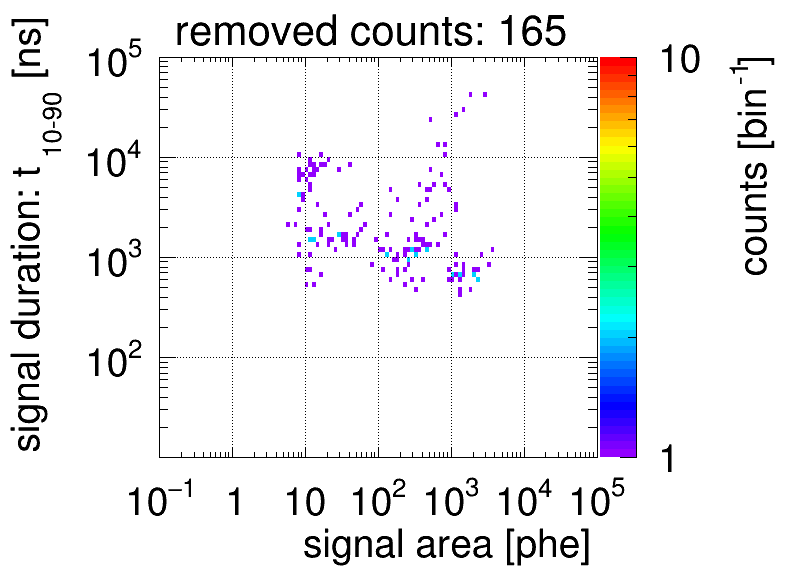 removed counts: 165
signal duration: t 10-90 [ns]
10^5
10^4
10^3
10^2
10^−1 1 10 10^2 10^3 10^4 10^5
signal area [phe]
10
1
counts [bin^-1]